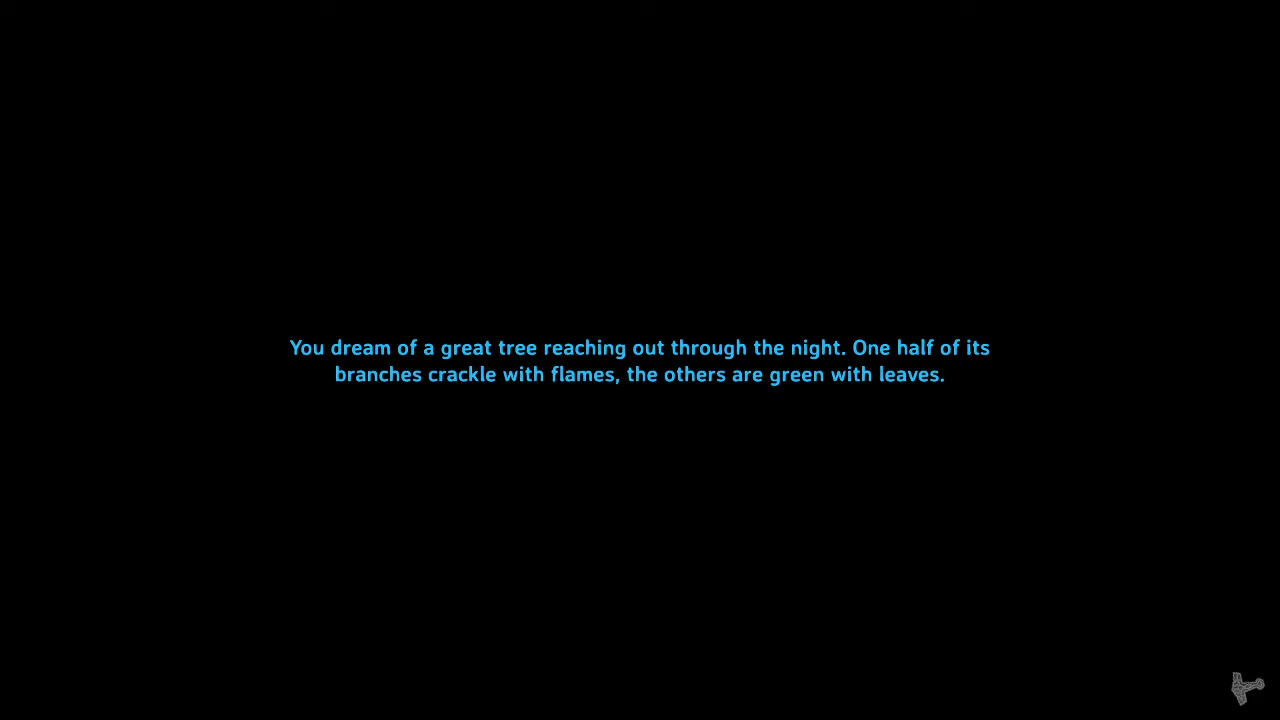 You dream of a great tree reaching out through the night. One half of its
branches crackle with flames, the others are green with leaves.